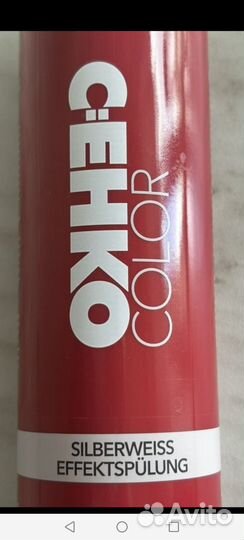 C:EHKO
COLOR
SILBERWEISS
EFFEKTSPÜLUNG
Avito